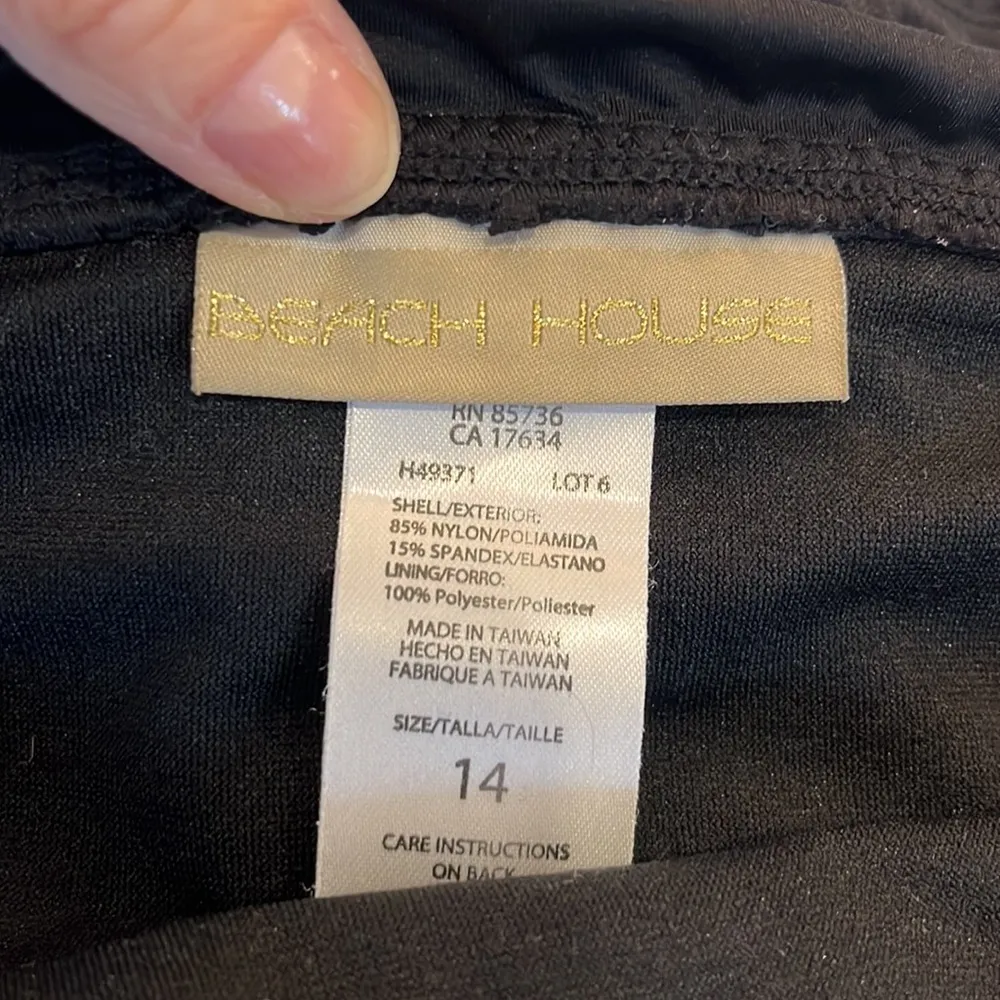 BEACH HOUSE
RN 85736
CA 17634
H49371 LOT 6
SHELL/EXTERIOR:
85% NYLON/POLIAMIDA
15% SPANDEX/ELASTANO
LINING/FORRO:
100% Polyester/Poliester
MADE IN TAIWAN
HECHO EN TAIWAN
FABRIQUE A TAIWAN
SIZE/TALLA/TAILLE
14
CARE INSTRUCTIONS
ON BACK